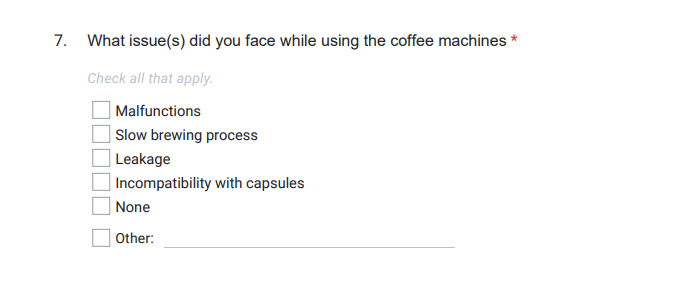 7. What issue(s) did you face while using the coffee machines *
Check all that apply.
Malfunctions
Slow brewing process
Leakage
Incompatibility with capsules
None
Other: